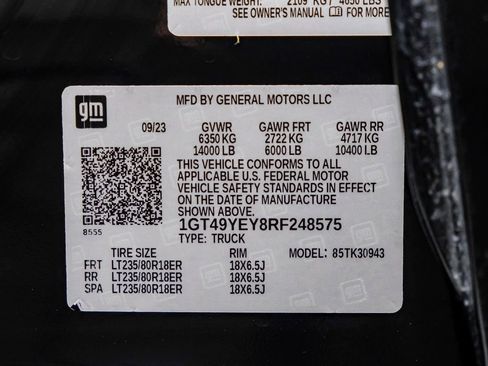 MAX TONGUE WEIGHT: 2109 KG / 4650 LBS
SEE OWNER'S MANUAL FOR MORE
gm
MFD BY GENERAL MOTORS LLC
09/23 GVWR GAWR FRT GAWR RR
6350 KG 2722 KG 4717 KG
14000 LB 6000 LB 10400 LB
THIS VEHICLE CONFORMS TO ALL
APPLICABLE U.S. FEDERAL MOTOR
VEHICLE SAFETY STANDARDS IN EFFECT
ON THE DATE OF MANUFACTURE
SHOWN ABOVE.
8555
1GT49YEY8RF248575
TYPE: TRUCK
TIRE SIZE RIM MODEL: 85TK30943
FRT LT235/80R18ER 18X6.5J
RR LT235/80R18ER 18X6.5J
SPA LT235/80R18ER 18X6.5J